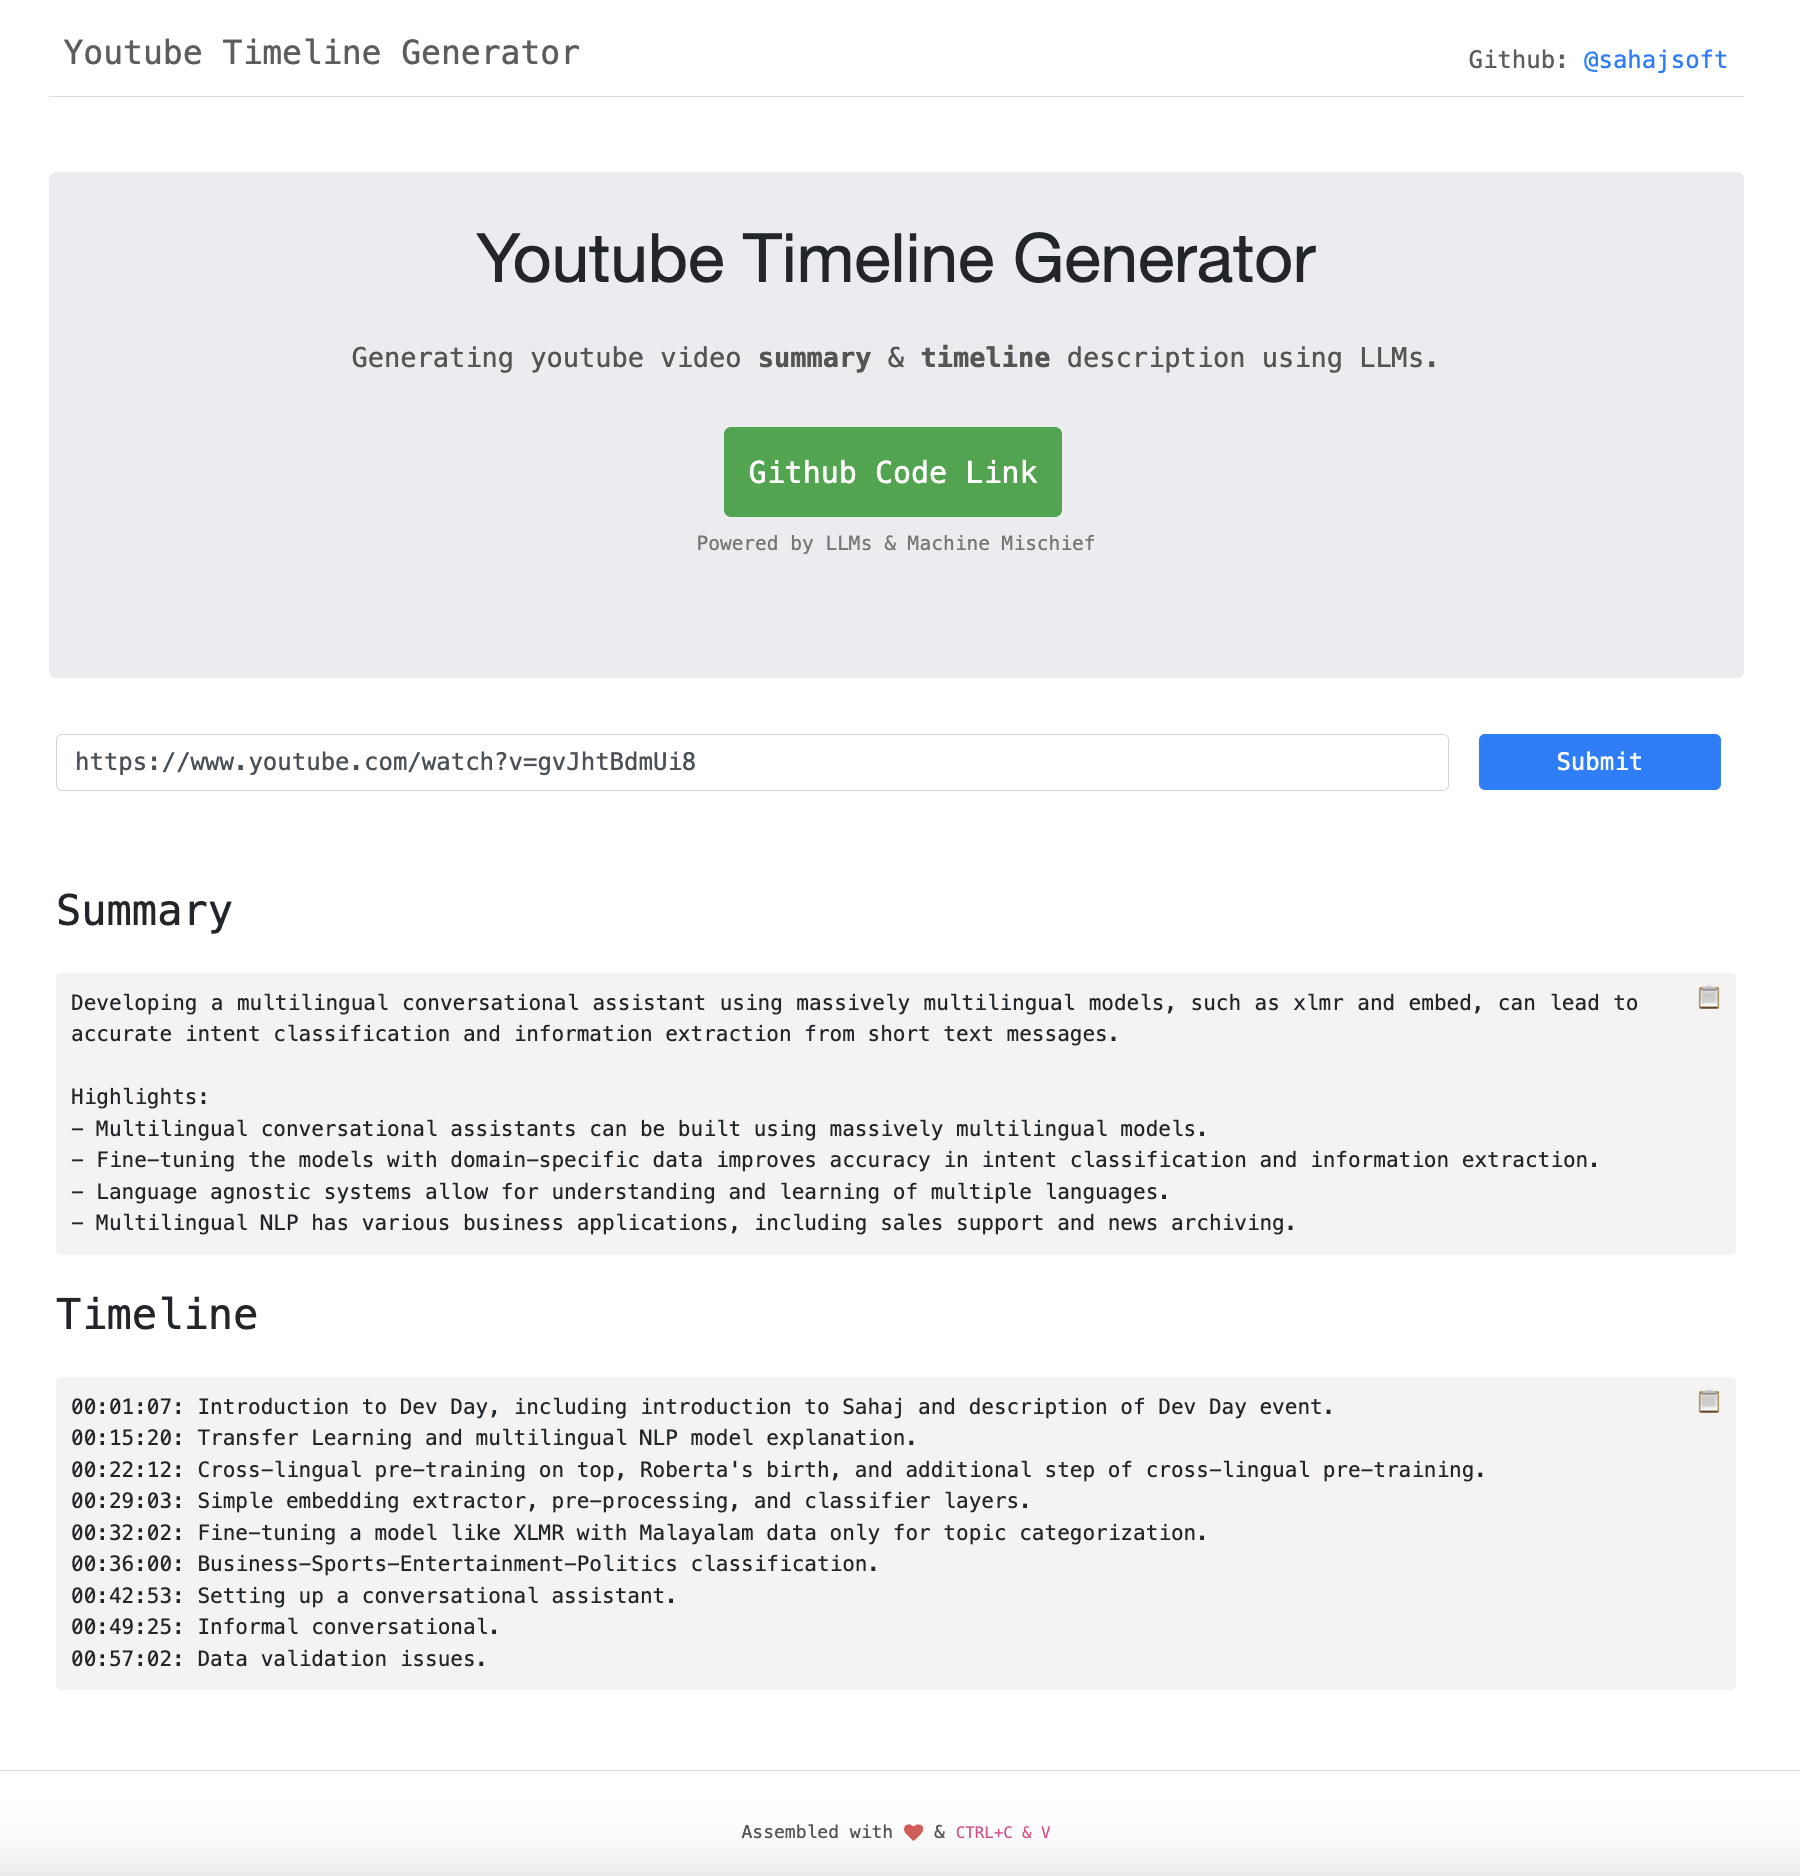 Youtube Timeline Generator
Github: @sahajsoft
Youtube Timeline Generator
Generating youtube video summary & timeline description using LLMs.
Github Code Link
Powered by LLMs & Machine Mischief
https://www.youtube.com/watch?v=gvJhtBdmUi8
Submit
Summary
Developing a multilingual conversational assistant using massively multilingual models, such as xlmr and embed, can lead to
accurate intent classification and information extraction from short text messages.
Highlights:
- Multilingual conversational assistants can be built using massively multilingual models.
- Fine-tuning the models with domain-specific data improves accuracy in intent classification and information extraction.
- Language agnostic systems allow for understanding and learning of multiple languages.
- Multilingual NLP has various business applications, including sales support and news archiving.
Timeline
00:01:07: Introduction to Dev Day, including introduction to Sahaj and description of Dev Day event.
00:15:20: Transfer Learning and multilingual NLP model explanation.
00:22:12: Cross-lingual pre-training on top, Roberta's birth, and additional step of cross-lingual pre-training.
00:29:03: Simple embedding extractor, pre-processing, and classifier layers.
00:32:02: Fine-tuning a model like XLMR with Malayalam data only for topic categorization.
00:36:00: Business-Sports-Entertainment-Politics classification.
00:42:53: Setting up a conversational assistant.
00:49:25: Informal conversational.
00:57:02: Data validation issues.
Assembled with ❤ & CTRL+C & V